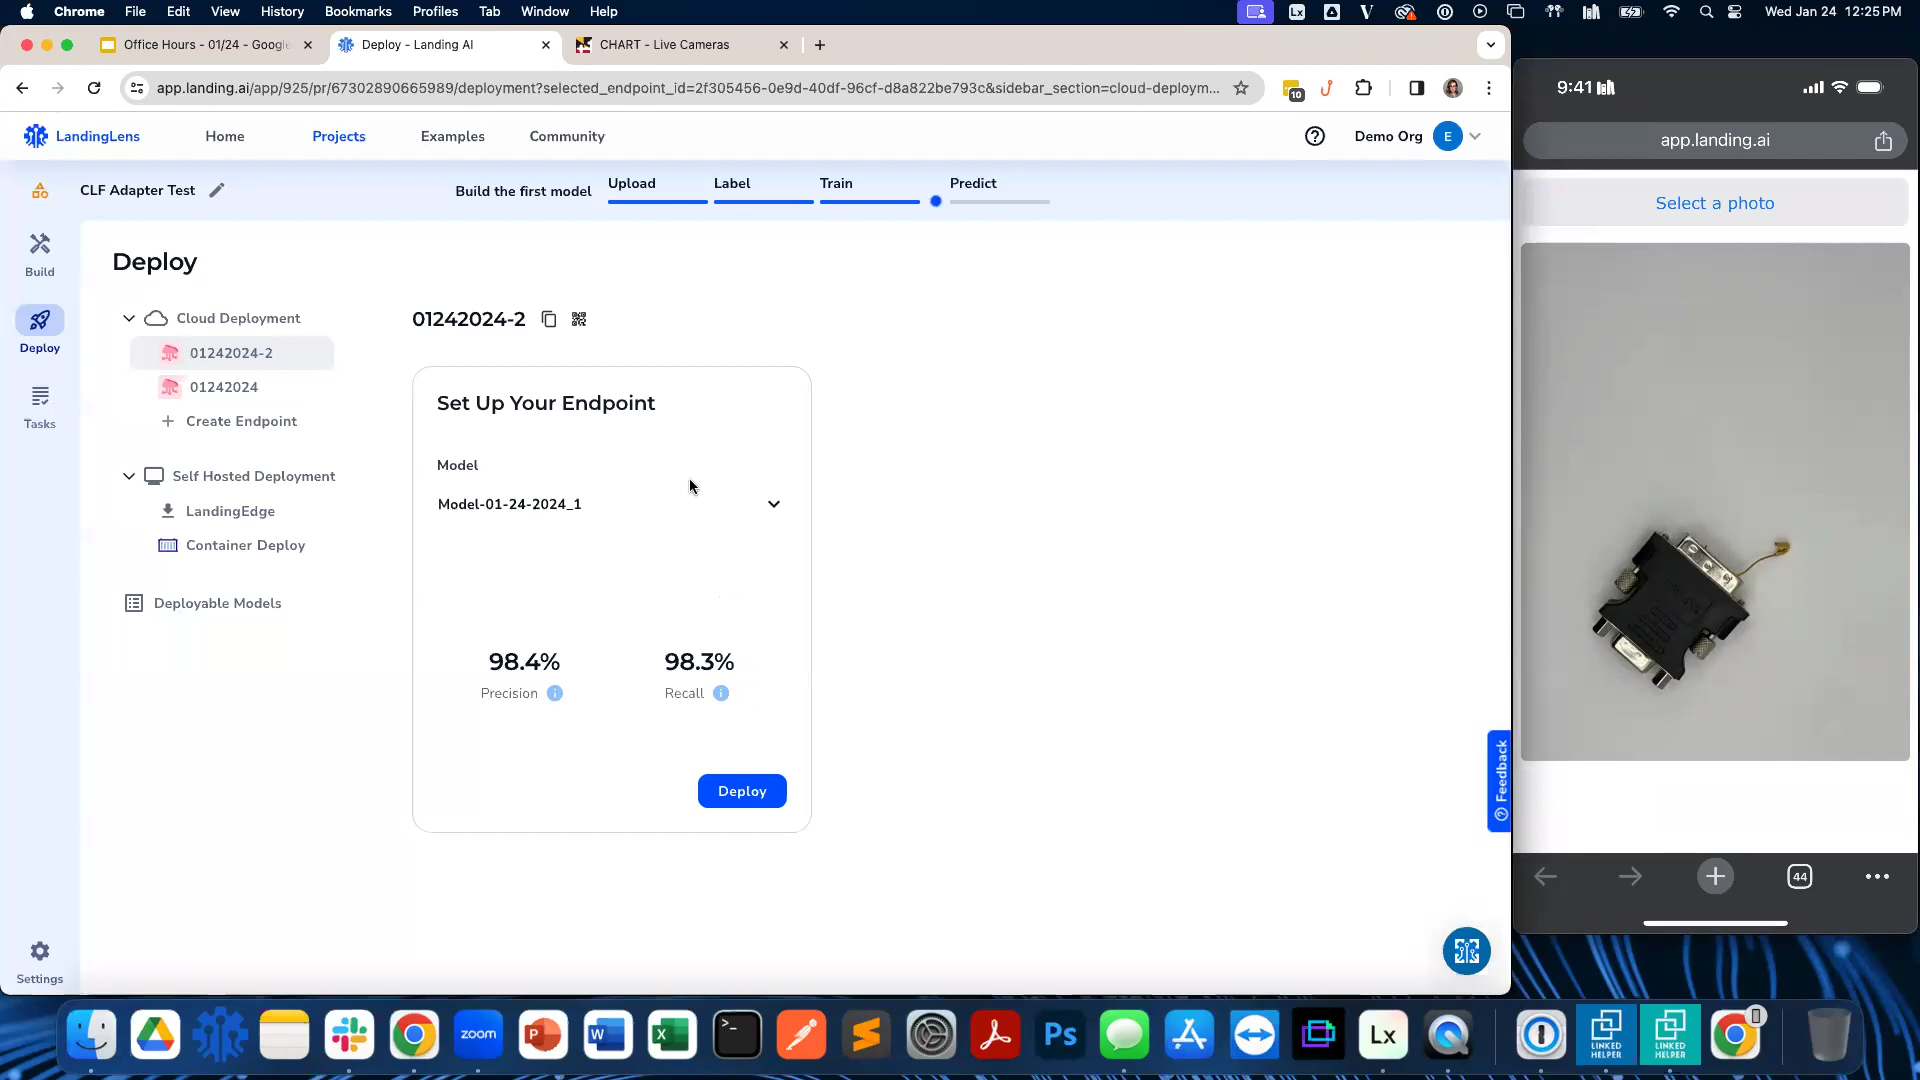 Chrome File Edit View History Bookmarks Profiles Tab Window Help
Wed Jan 24 12:25 PM
Office Hours - 01/24 - Google
Deploy - Landing AI
CHART - Live Cameras
app.landing.ai/app/925/pr/67302890665989/deployment?selected_endpoint_id=2f305456-0e9d-40df-96cf-d8a822be793c&sidebar_section=cloud-deploym...
10
LandingLens
Home
Projects
Examples
Community
Demo Org
E
CLF Adapter Test
Build the first model
Upload
Label
Train
Predict
Build
Deploy
Tasks
Settings
Deploy
Cloud Deployment
01242024-2
01242024
Create Endpoint
Self Hosted Deployment
LandingEdge
Container Deploy
Deployable Models
01242024-2
Set Up Your Endpoint
Model
Model-01-24-2024_1
98.4%
98.3%
Precision
Recall
Deploy
Feedback
9:41
app.landing.ai
Select a photo
44
zoom
Ps
Lx
LINKED
HELPER
LINKED
HELPER